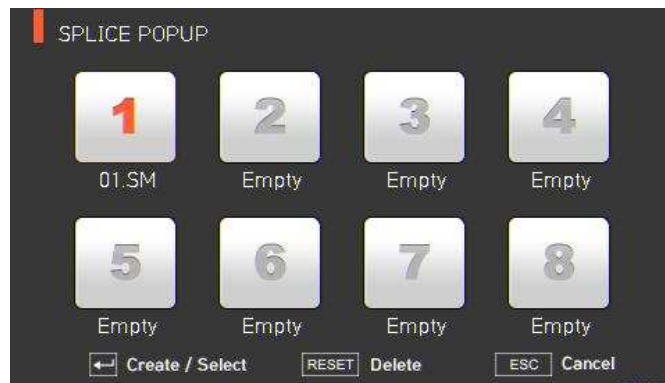 SPLICE POPUP
1 2 3 4
01.SM Empty Empty Empty
5 6 7 8
Empty Empty Empty Empty
Create / Select RESET Delete ESC Cancel